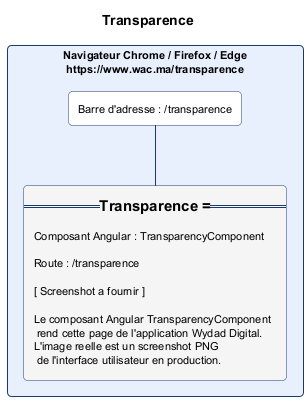 Transparence
Navigateur Chrome / Firefox / Edge
https://www.wac.ma/transparence
Barre d'adresse : /transparence
Transparence =
Composant Angular : TransparencyComponent
Route : /transparence
[ Screenshot a fournir ]
Le composant Angular TransparencyComponent
rend cette page de l'application Wydad Digital.
L'image reelle est un screenshot PNG
de l'interface utilisateur en production.